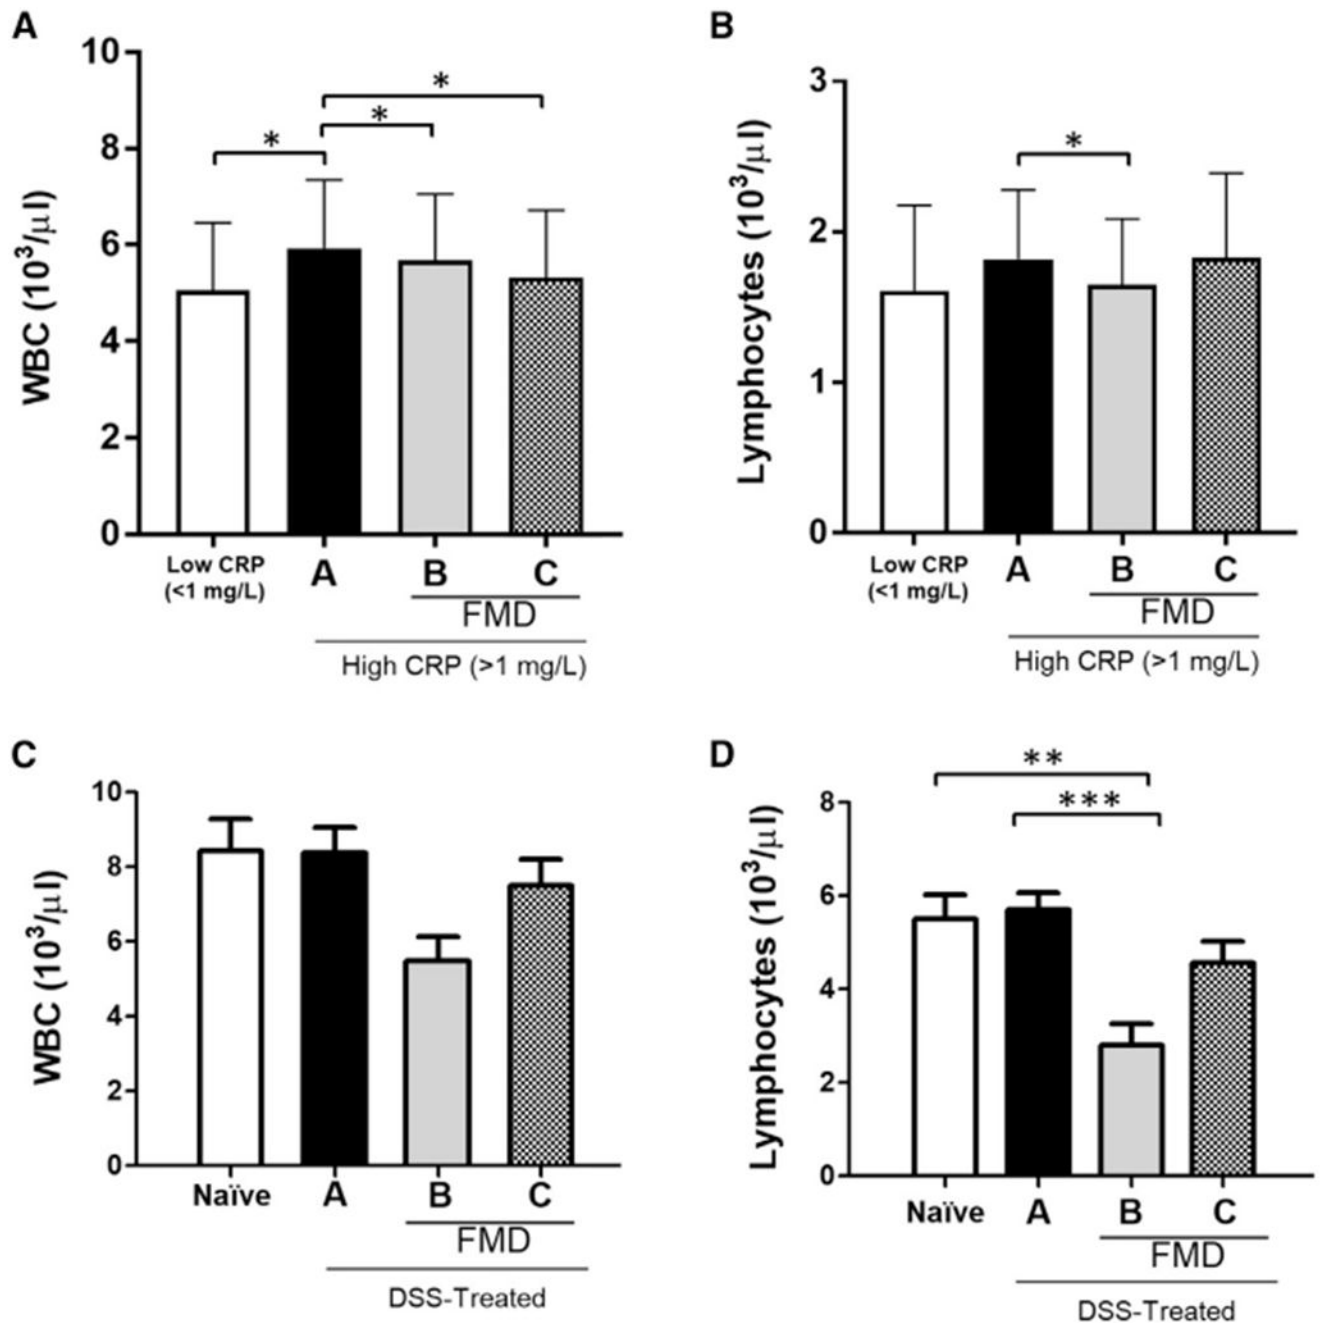 A
WBC (10³/μl)
10
8
6
4
2
0
*
*
*
Low CRP
(<1 mg/L)
A
B
C
FMD
High CRP (>1 mg/L)
B
Lymphocytes (10³/μl)
3
2
1
0
*
Low CRP
(<1 mg/L)
A
B
C
FMD
High CRP (>1 mg/L)
C
WBC (10³/μl)
10
8
6
4
2
0
Naïve
A
B
C
FMD
DSS-Treated
D
Lymphocytes (10³/μl)
8
6
4
2
0
**
***
Naïve
A
B
C
FMD
DSS-Treated